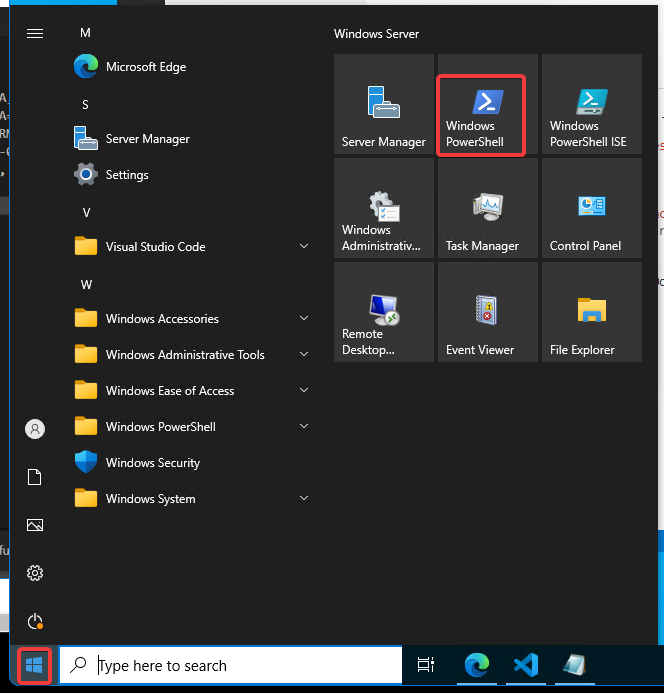 M
Microsoft Edge
S
Server Manager
Settings
V
Visual Studio Code
W
Windows Accessories
Windows Administrative Tools
Windows Ease of Access
Windows PowerShell
Windows Security
Windows System
Windows Server
Server Manager
Windows
PowerShell
Windows
PowerShell ISE
Windows
Administrativ...
Task Manager
Control Panel
Remote
Desktop...
Event Viewer
File Explorer
Type here to search